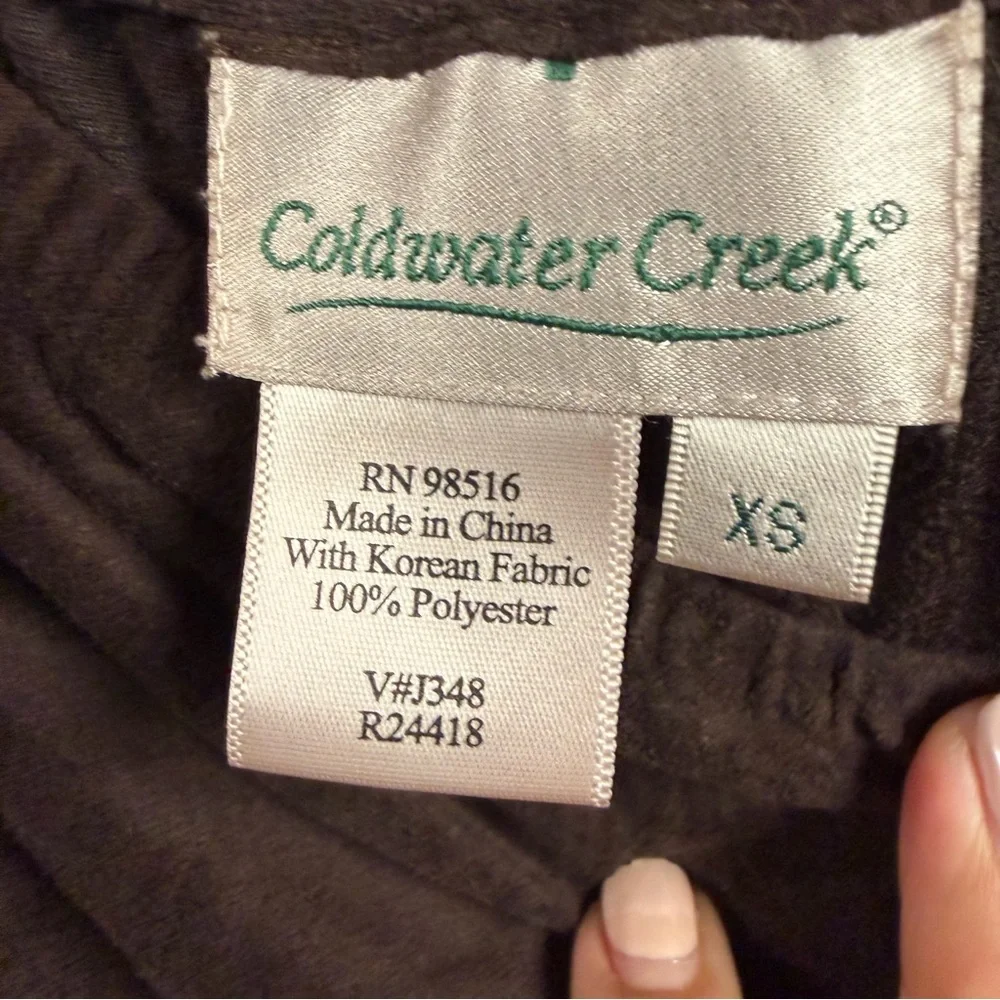 Coldwater Creek®
RN 98516
Made in China
With Korean Fabric
100% Polyester
V#J348
R24418
XS